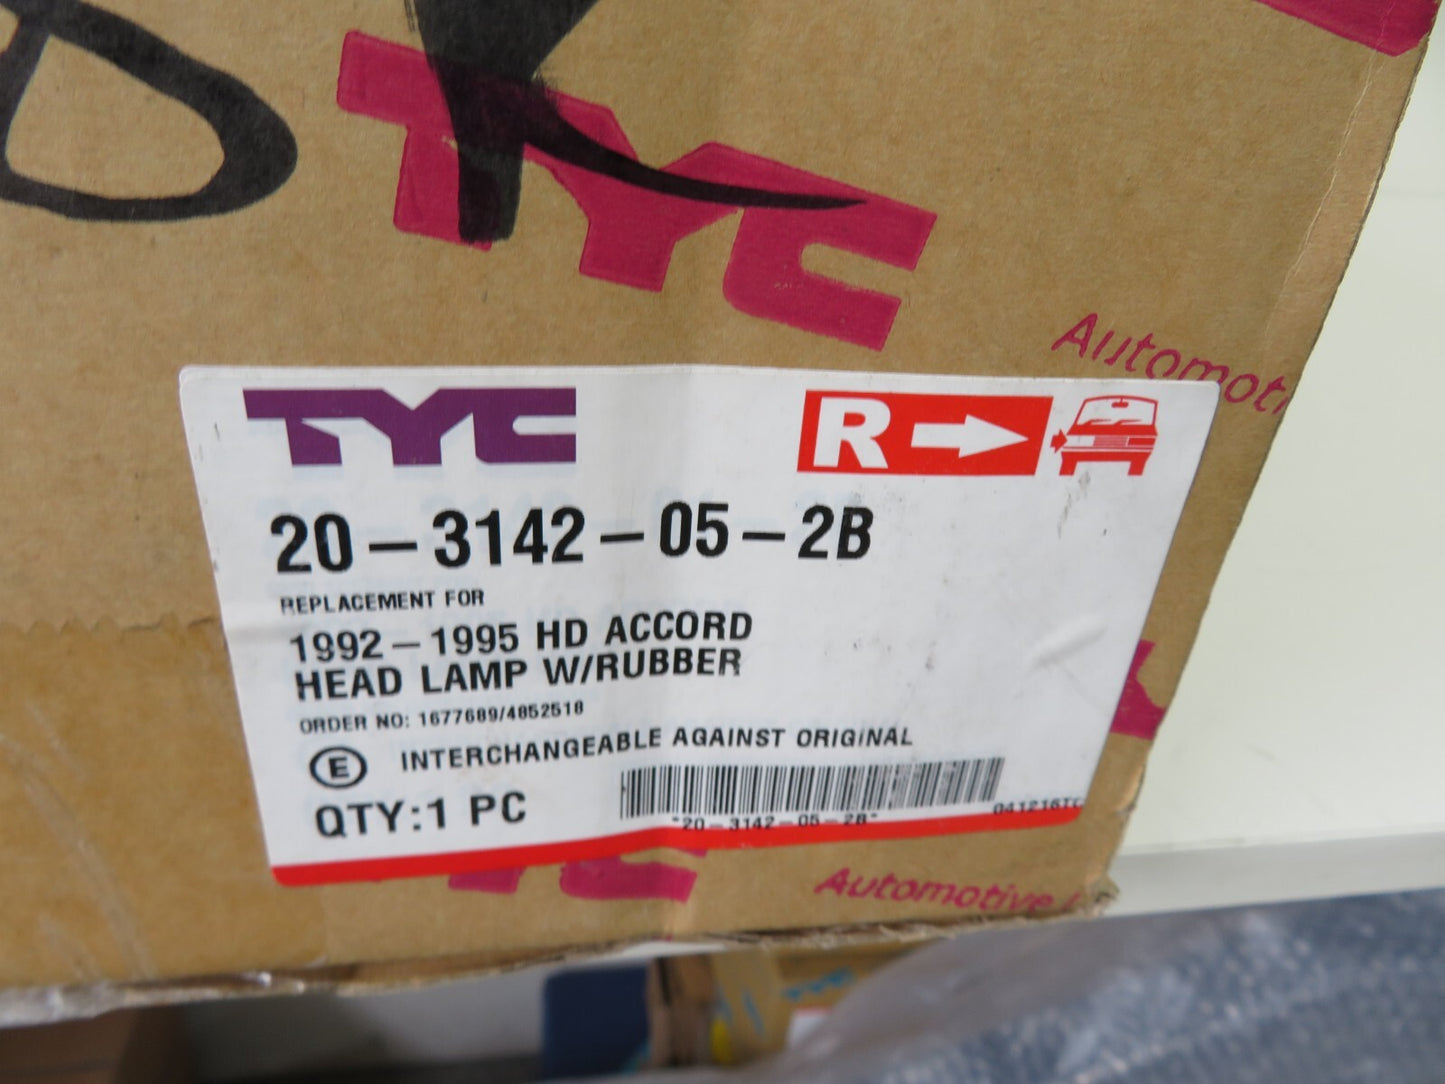 TYC
Automoti
TYC
R
20-3142-05-2B
REPLACEMENT FOR
1992-1995 HD ACCORD
HEAD LAMP W/RUBBER
ORDER NO: 1677689/4852518
E INTERCHANGEABLE AGAINST ORIGINAL
QTY:1 PC
*20-3142-05-2B*
Automotive